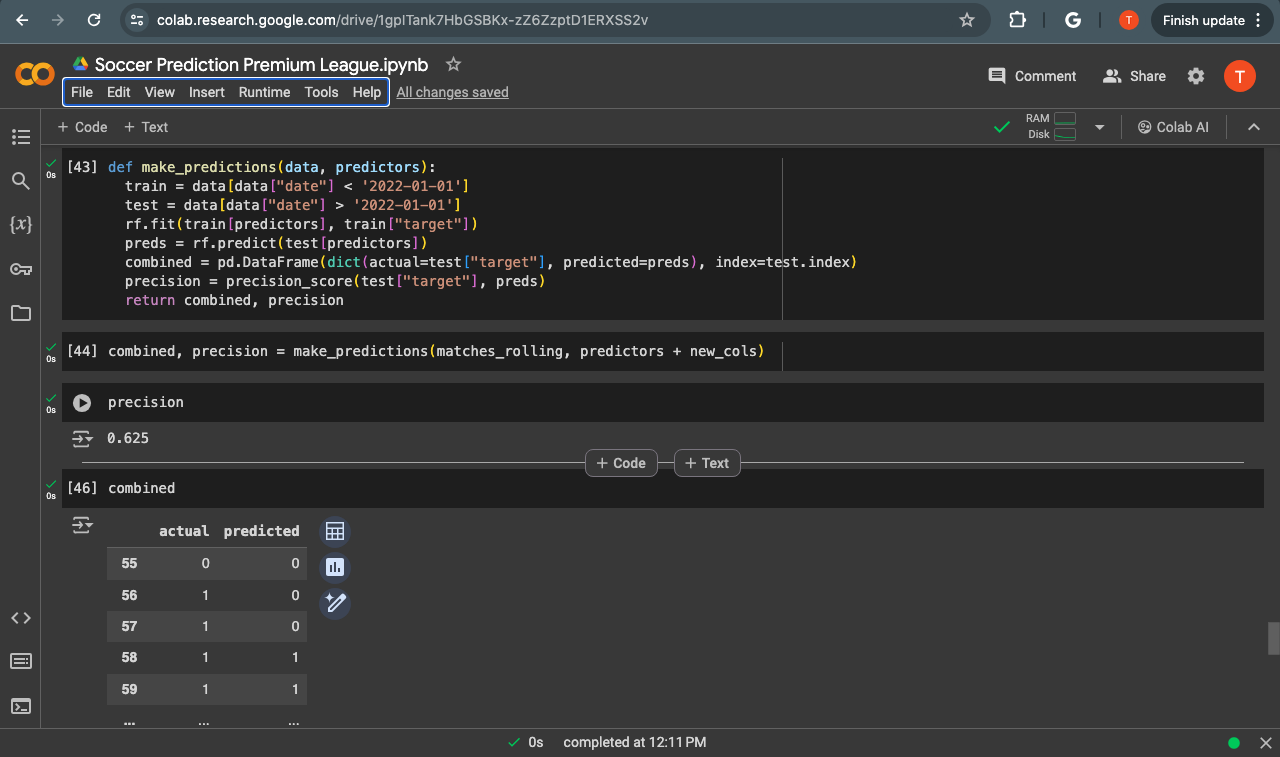 colab.research.google.com/drive/1gplTank7HbGSBKx-zZ6ZzptD1ERXSS2v
G
T
Finish update
CO
Soccer Prediction Premium League.ipynb
File Edit View Insert Runtime Tools Help All changes saved
Comment
Share
T
+ Code + Text
RAM
Disk
Colab AI
0s
[43] def make_predictions(data, predictors):
train = data[data["date"] < '2022-01-01']
test = data[data["date"] > '2022-01-01']
rf.fit(train[predictors], train["target"])
preds = rf.predict(test[predictors])
combined = pd.DataFrame(dict(actual=test["target"], predicted=preds), index=test.index)
precision = precision_score(test["target"], preds)
return combined, precision
{x}
0s
[44] combined, precision = make_predictions(matches_rolling, predictors + new_cols)
0s
precision
0.625
+ Code + Text
0s
[46] combined
actual predicted
55 0 0
56 1 0
57 1 0
58 1 1
59 1 1
... ... ...
0s completed at 12:11 PM